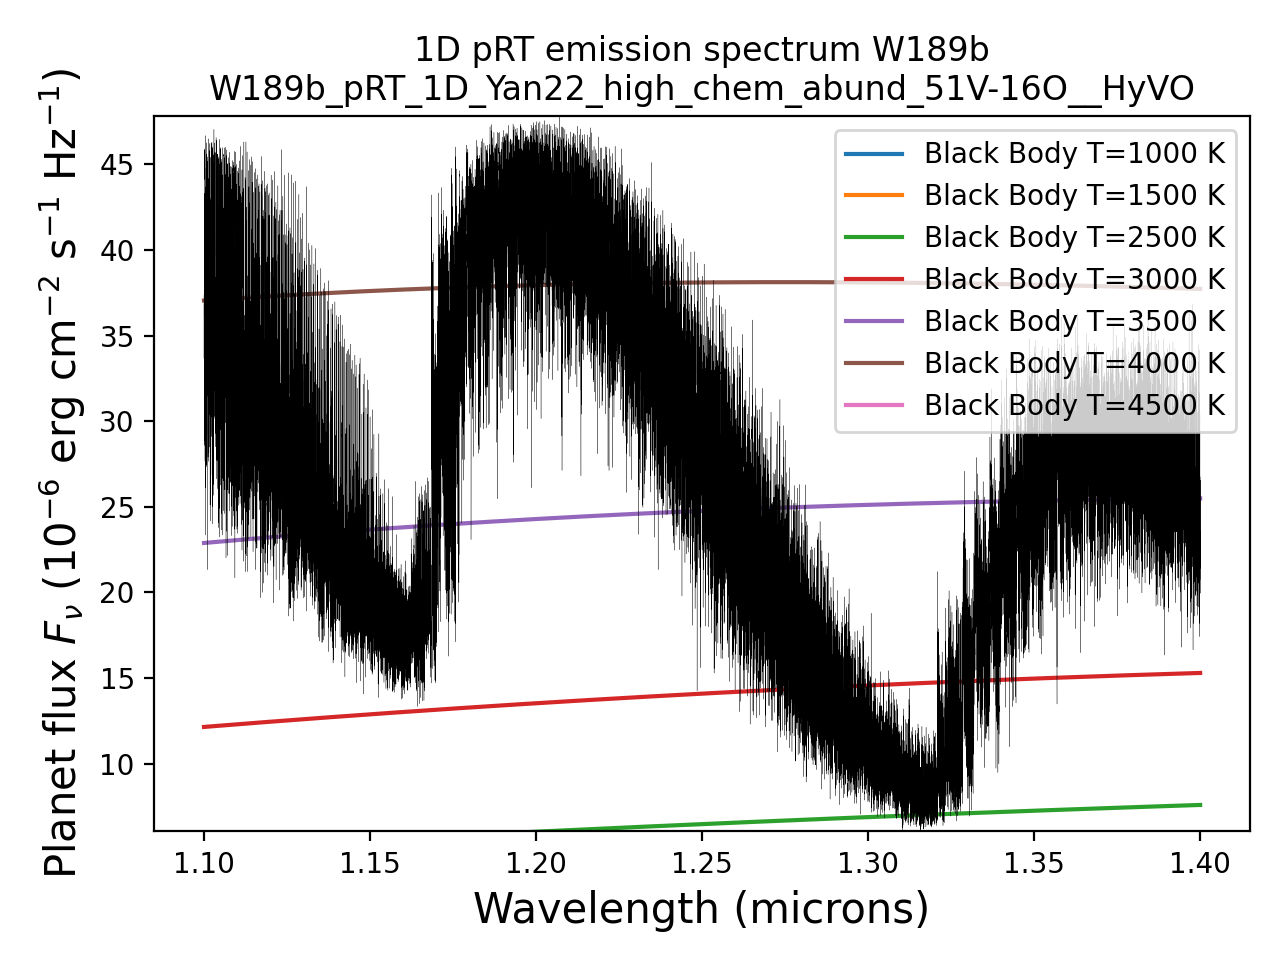 1D pRT emission spectrum W189b
W189b_pRT_1D_Yan22_high_chem_abund_51V-16O__HyVO
Planet flux Fν (10⁻⁶ erg cm⁻² s⁻¹ Hz⁻¹)
45
40
35
30
25
20
15
10
Black Body T=1000 K
Black Body T=1500 K
Black Body T=2500 K
Black Body T=3000 K
Black Body T=3500 K
Black Body T=4000 K
Black Body T=4500 K
1.10 1.15 1.20 1.25 1.30 1.35 1.40
Wavelength (microns)